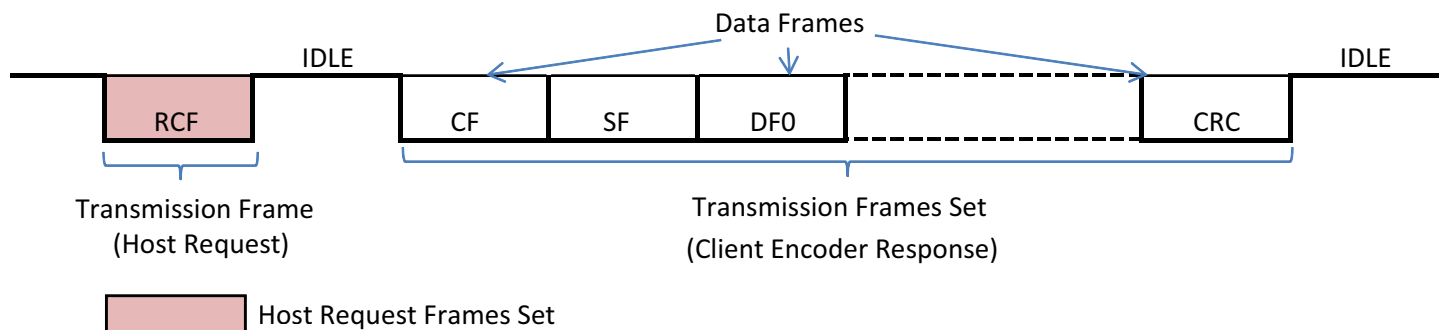 Data Frames
IDLE
IDLE
RCF
CF
SF
DF0
CRC
Transmission Frame
(Host Request)
Transmission Frames Set
(Client Encoder Response)
Host Request Frames Set